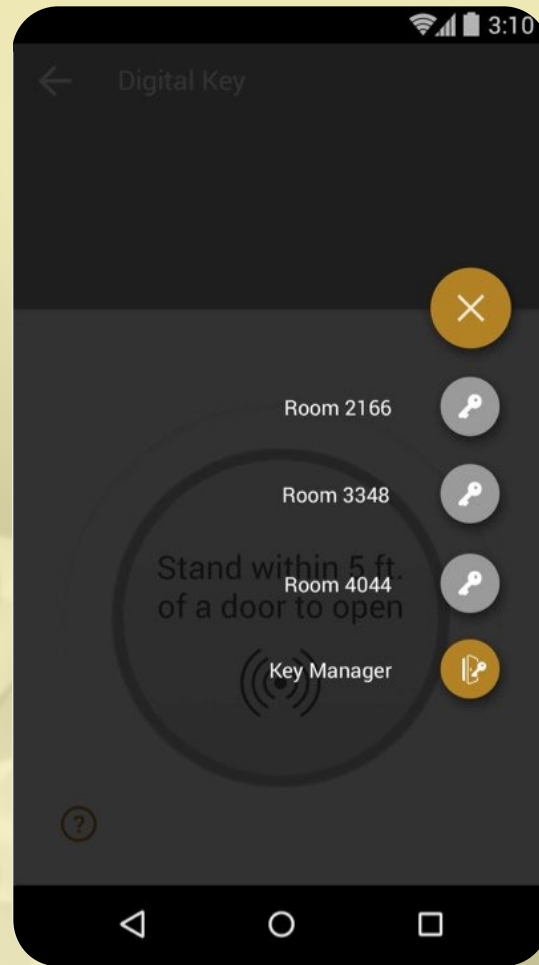 3:10
Digital Key
Room 2166
Room 3348
Stand within 5 ft.
Room 4044
of a door to open
Key Manager
?